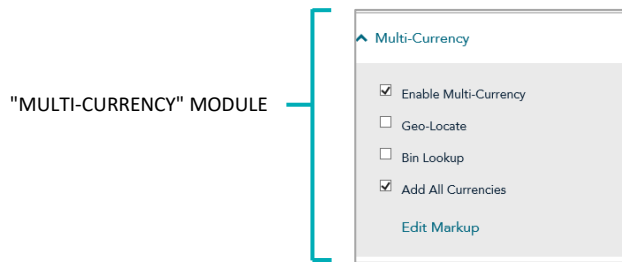 Multi-Currency
"MULTI-CURRENCY" MODULE
Enable Multi-Currency
Geo-Locate
Bin Lookup
Add All Currencies
Edit Markup